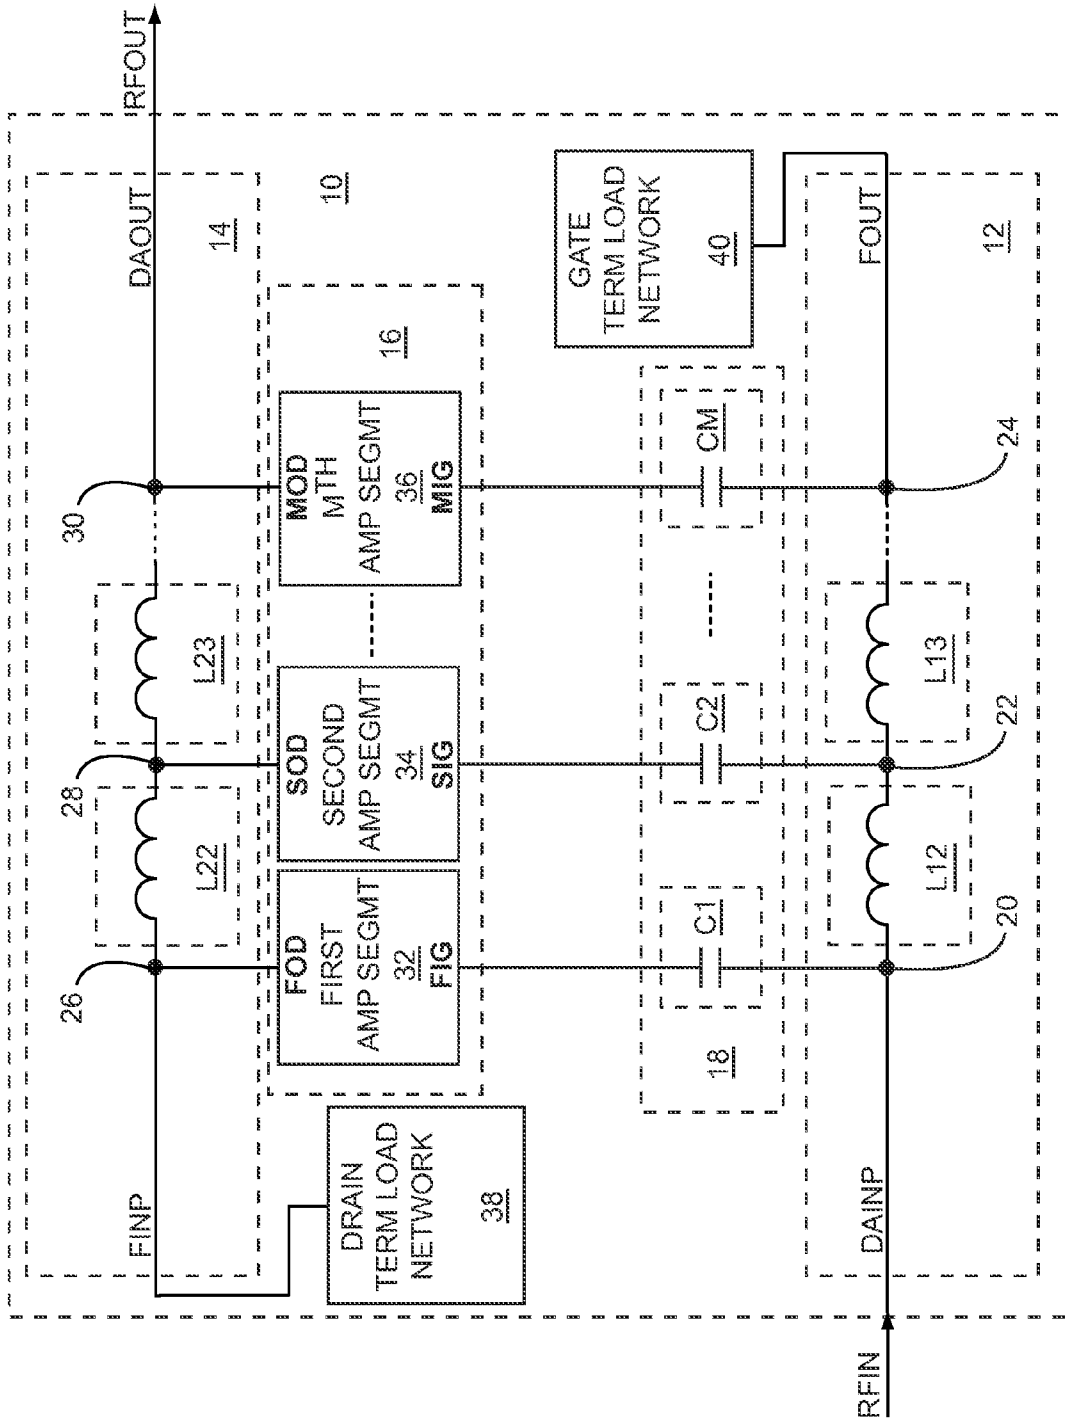 RFOUT
DAOUT
FINP
14
10
30
28
26
L22
L23
16
FOD
FIRST
AMP SEGMT
32
FIG
SOD
SECOND
AMP SEGMT
34
SIG
MOD
MTH
AMP SEGMT
36
MIG
DRAIN
TERM LOAD
NETWORK
38
GATE
TERM LOAD
NETWORK
40
18
C1
C2
CM
RFIN
DAINP
L12
L13
FOUT
12
20
22
24